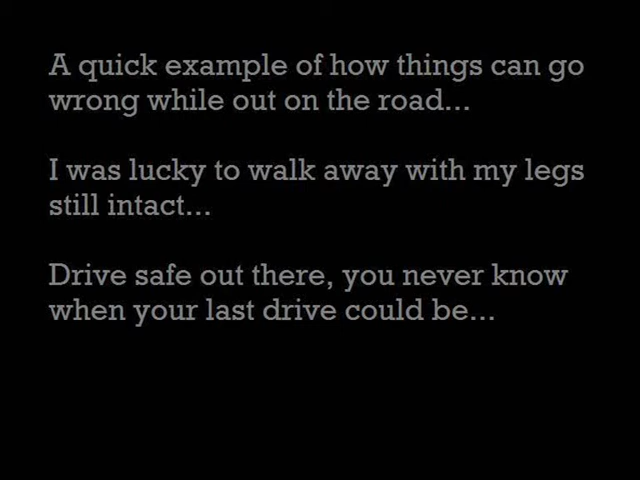 A quick example of how things can go
wrong while out on the road...
I was lucky to walk away with my legs
still intact...
Drive safe out there, you never know
when your last drive could be...